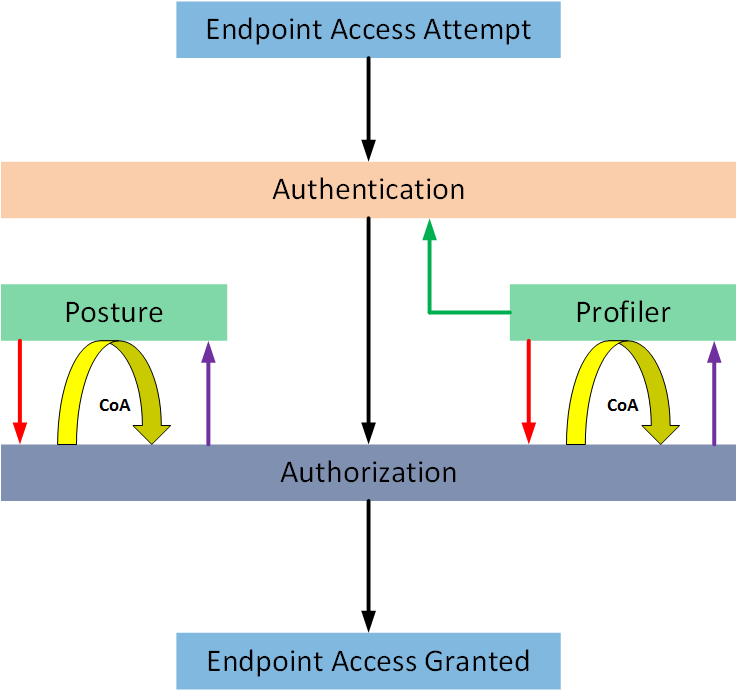 Endpoint Access Attempt
Authentication
Posture
Profiler
CoA
CoA
Authorization
Endpoint Access Granted